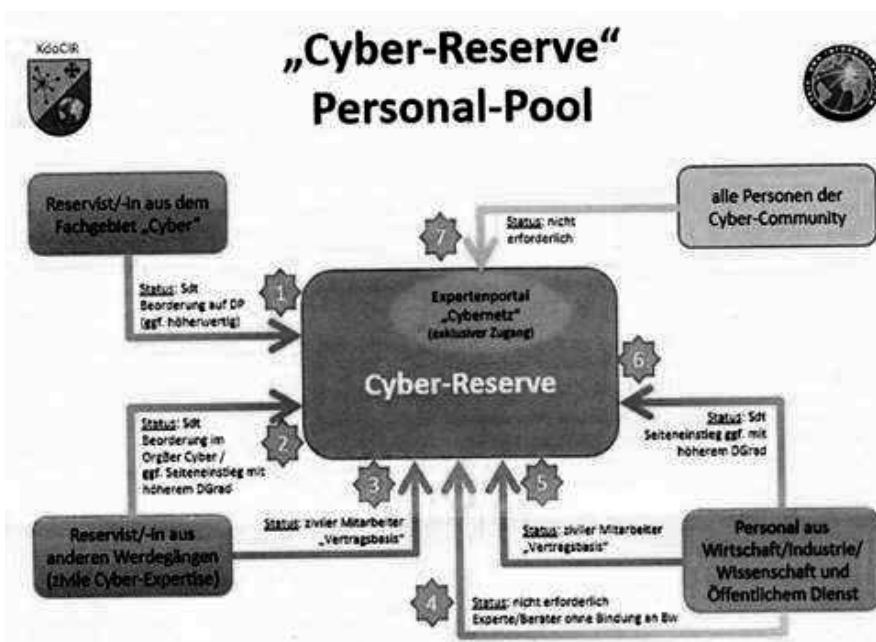 KdoCIR
„Cyber-Reserve“
Personal-Pool
Reservist/-in aus dem
Fachgebiet „Cyber“
alle Personen der
Cyber-Community
7
Status: nicht
erforderlich
1
Status: Sdt
Beorderung auf DP
(ggf. höherwertig)
Expertenportal
„Cybernetz“
(exklusiver Zugang)
Cyber-Reserve
6
2
Status: Sdt
Beorderung im
OrgBer Cyber /
ggf. Seiteneinstieg mit
höherem DGrad
Status: Sdt
Seiteneinstieg ggf. mit
höherem DGrad
3
5
Reservist/-in aus
anderen Werdegängen
(zivile Cyber-Expertise)
Status: ziviler Mitarbeiter
„Vertragsbasis“
Status: ziviler Mitarbeiter
„Vertragsbasis“
Personal aus
Wirtschaft/Industrie/
Wissenschaft und
Öffentlichem Dienst
4
Status: nicht erforderlich
Experte/Berater ohne Bindung an Bw